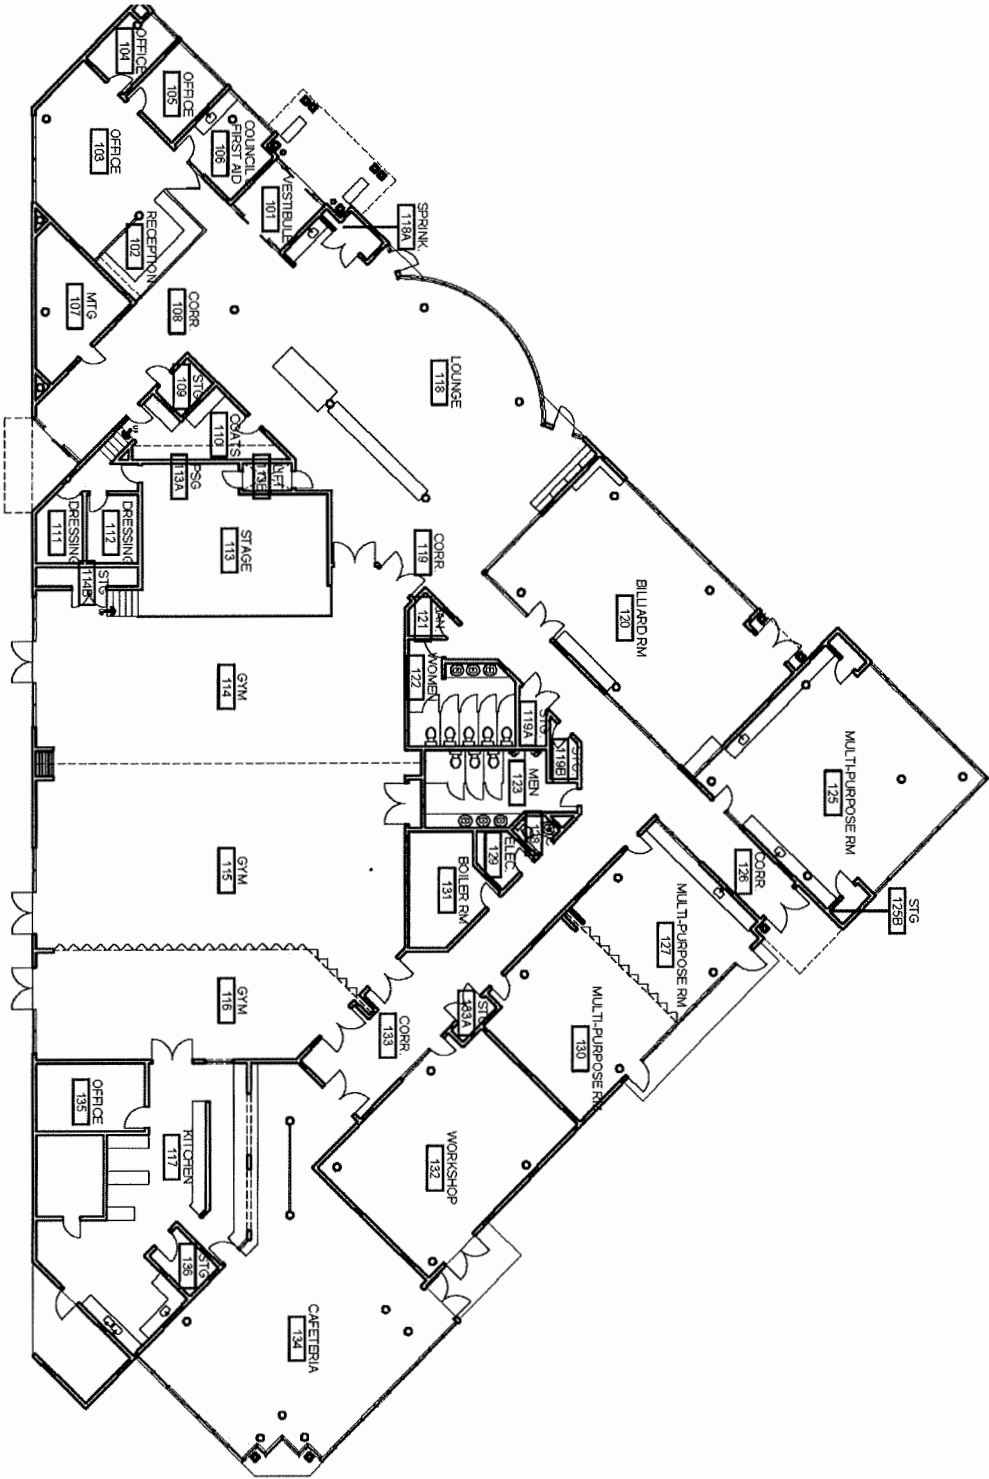 OFFICE
104
OFFICE
105
OFFICE
103
COUNCIL
FIRST AID
106
VESTIBULE
101
RECEPTION
102
SPRINK.
118A
MTG
107
CORR
108
STG
109
COATS
110
LOUNGE
118
PSG
113A
DRESSING
111
DRESSING
112
STAGE
113
STG
114B
CORR.
119
JAN.
121
WOMEN
122
STG
119A
119B
BILLIARD RM
120
GYM
114
MEN
123
MULTI-PURPOSE RM
125
STG
125B
CORR
126
ELEC.
129
BOILER RM
131
GYM
115
MULTI-PURPOSE RM
127
MULTI-PURPOSE RM
130
GYM
116
CORR.
133
STG
133A
OFFICE
135
KITCHEN
117
WORKSHOP
132
STG
136
CAFETERIA
134